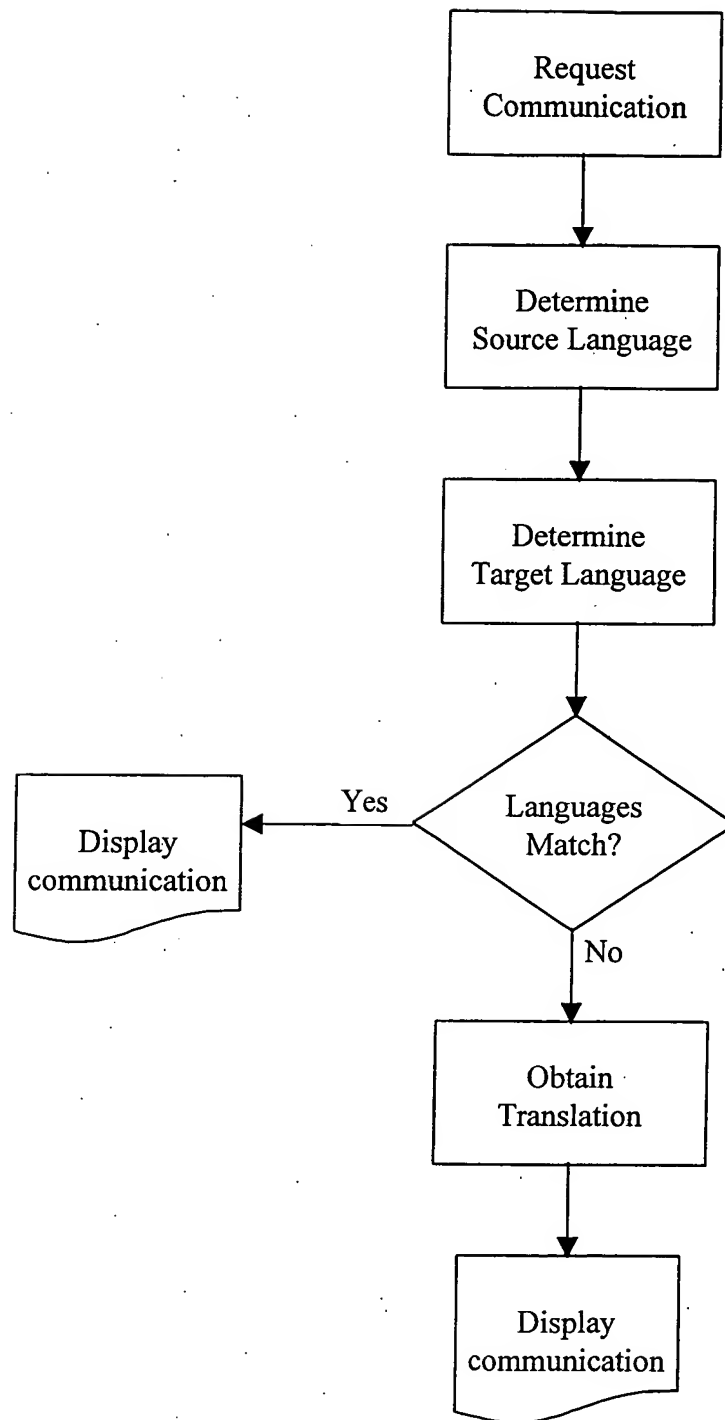 Request
Communication
Determine
Source Language
Determine
Target Language
Languages
Match?
Yes
Display
communication
No
Obtain
Translation
Display
communication